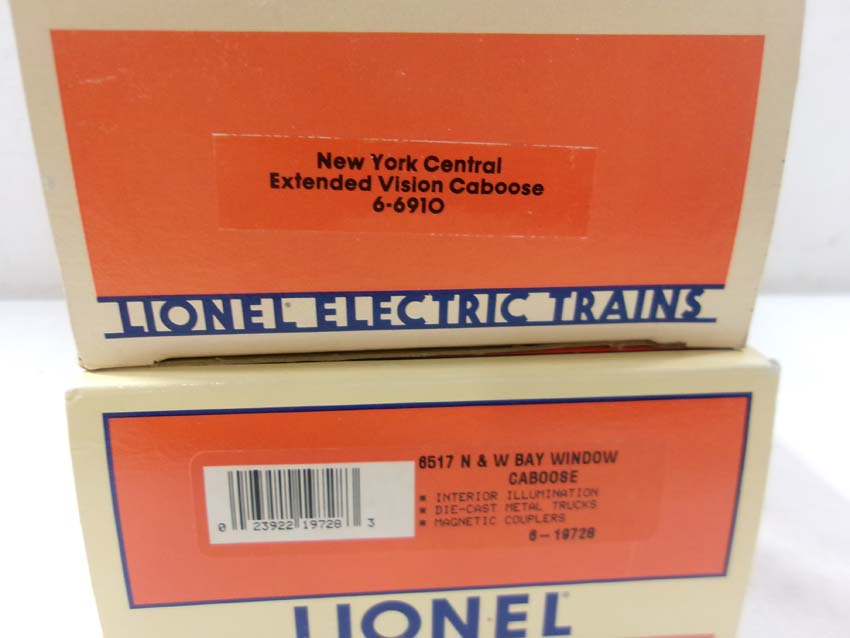 New York Central
Extended Vision Caboose
6-6910
LIONEL ELECTRIC TRAINS
6517 N & W BAY WINDOW
CABOOSE
▪ INTERIOR ILLUMINATION
▪ DIE-CAST METAL TRUCKS
▪ MAGNETIC COUPLERS
6-19728
0 23922 19728 3
LIONEL